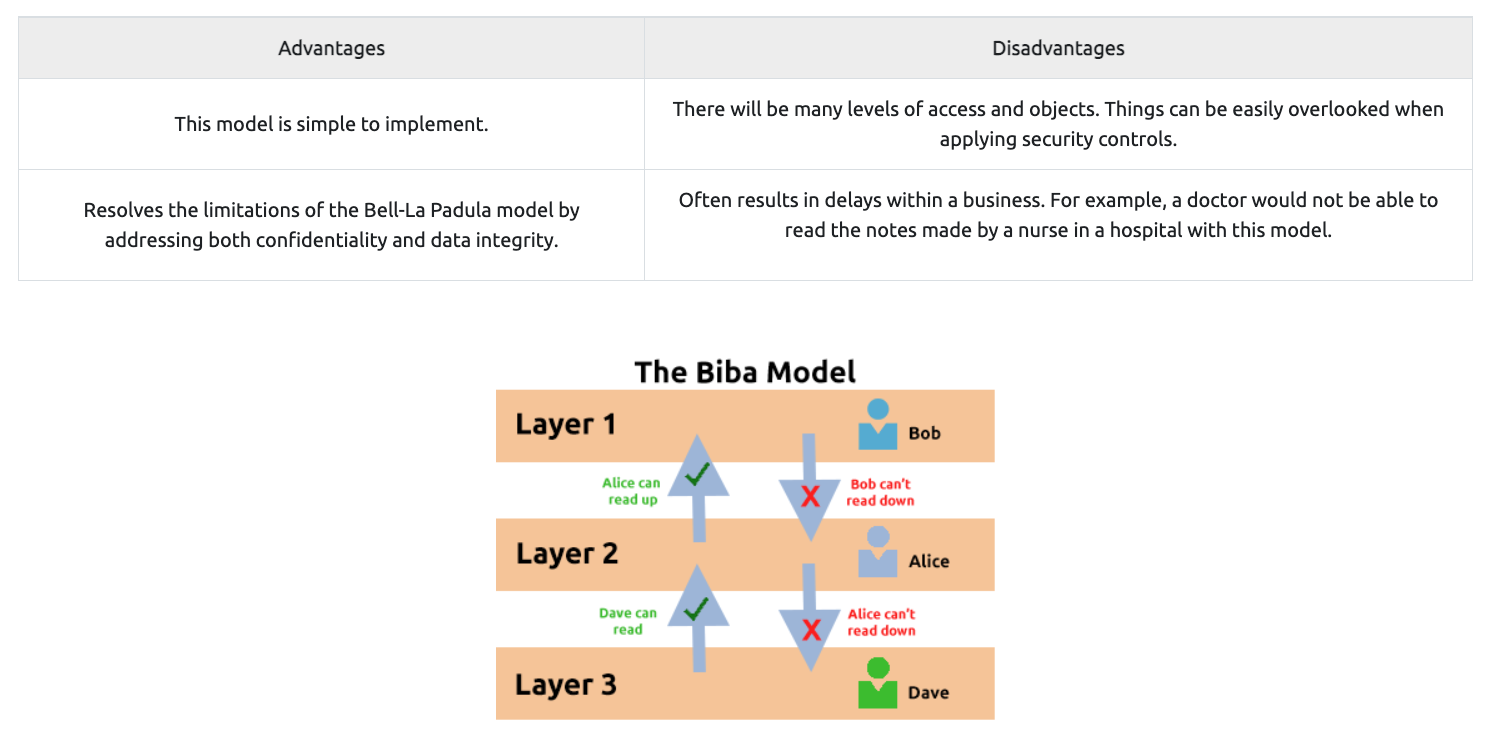 Advantages
Disadvantages
This model is simple to implement.
There will be many levels of access and objects. Things can be easily overlooked when
applying security controls.
Resolves the limitations of the Bell-La Padula model by
addressing both confidentiality and data integrity.
Often results in delays within a business. For example, a doctor would not be able to
read the notes made by a nurse in a hospital with this model.
The Biba Model
Layer 1
Bob
Alice can
read up
X
Bob can't
read down
Layer 2
Alice
Dave can
read
X
Alice can't
read down
Layer 3
Dave